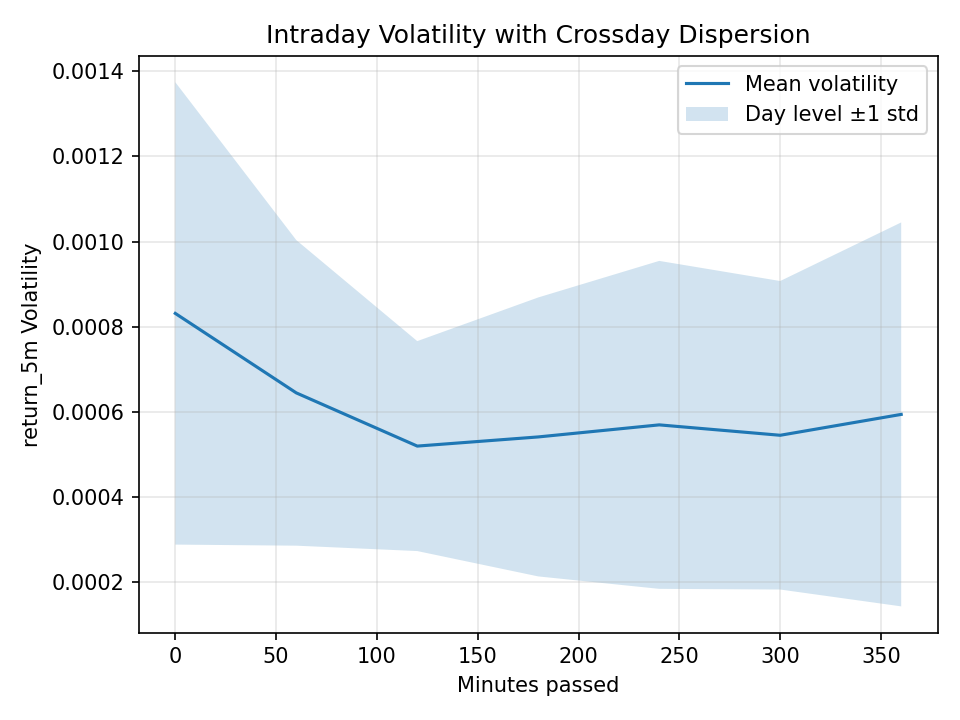 Intraday Volatility with Crossday Dispersion
Mean volatility
Day level ±1 std
return_5m Volatility
0.0014
0.0012
0.0010
0.0008
0.0006
0.0004
0.0002
0 50 100 150 200 250 300 350
Minutes passed